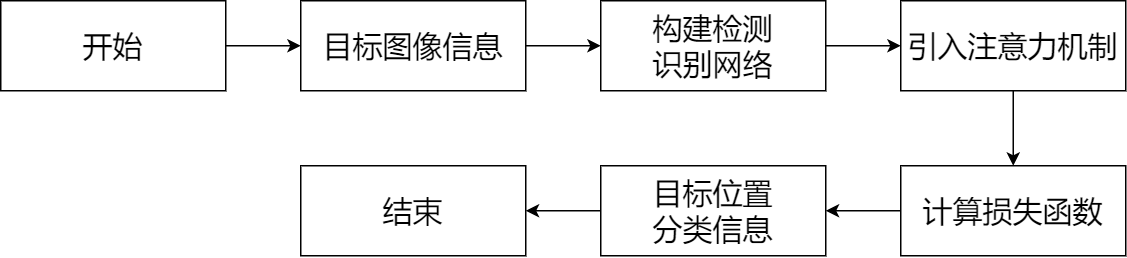 开始
目标图像信息
构建检测
识别网络
引入注意力机制
计算损失函数
目标位置
分类信息
结束